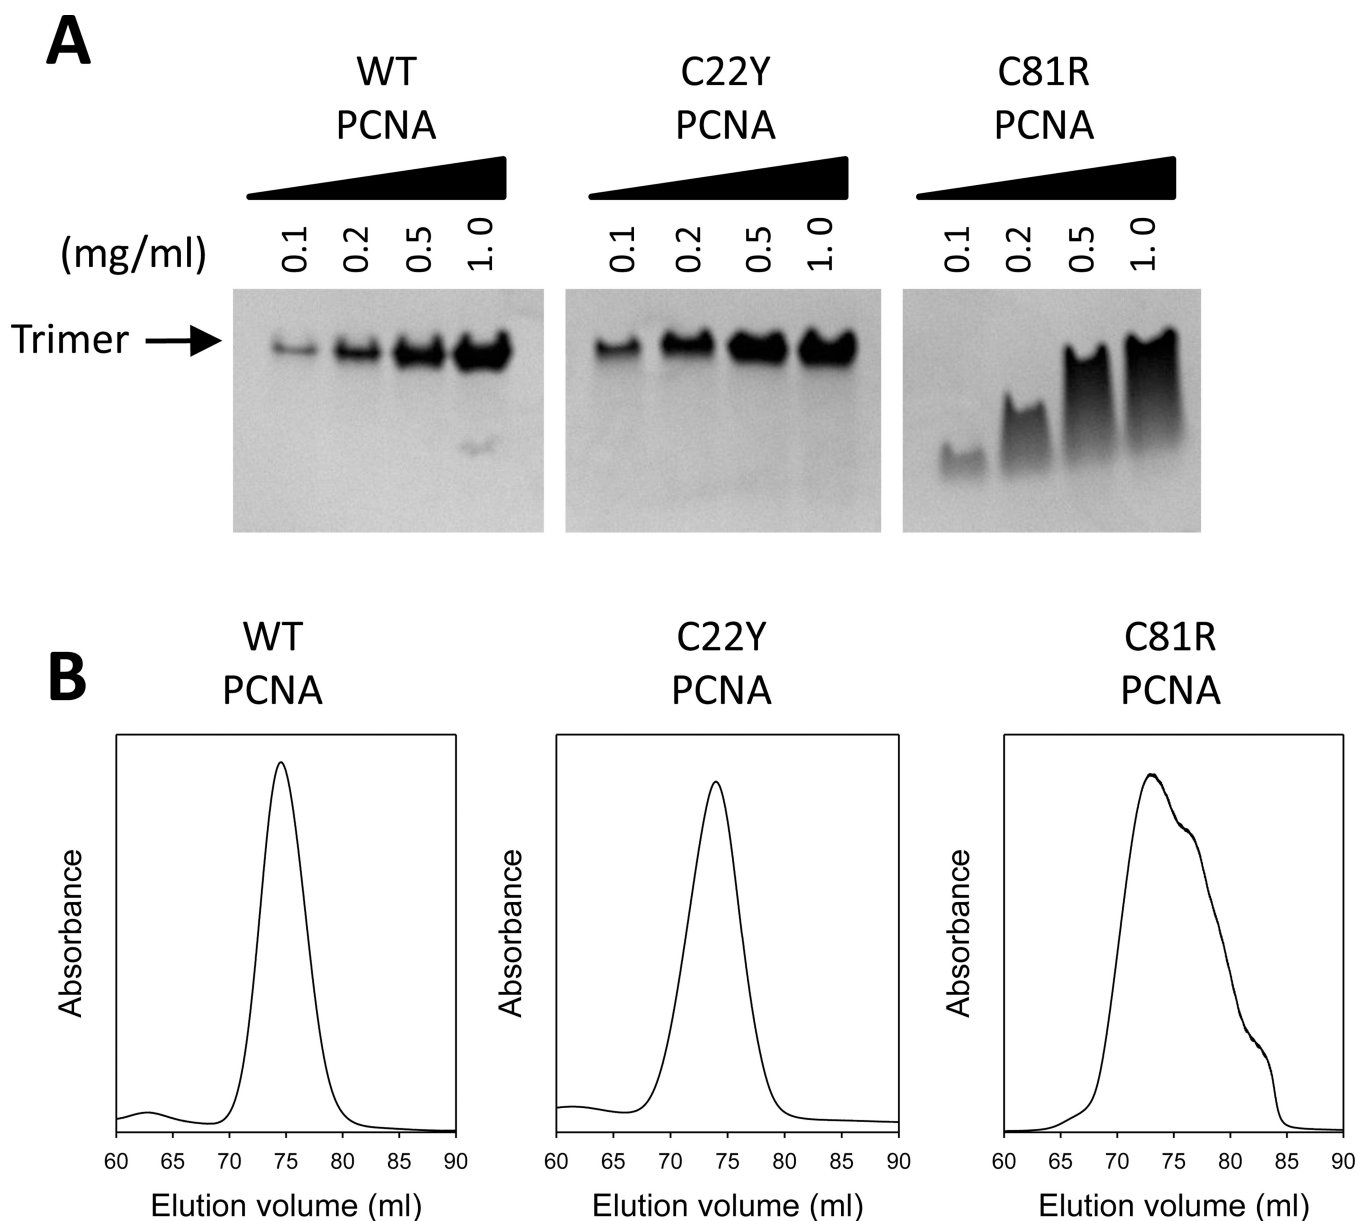 A
WT
PCNA
C22Y
PCNA
C81R
PCNA
(mg/ml)
0.1 0.2 0.5 1. 0
0.1 0.2 0.5 1. 0
0.1 0.2 0.5 1. 0
Trimer
B
WT
PCNA
C22Y
PCNA
C81R
PCNA
Absorbance
60 65 70 75 80 85 90
Elution volume (ml)
Absorbance
60 65 70 75 80 85 90
Elution volume (ml)
Absorbance
60 65 70 75 80 85 90
Elution volume (ml)